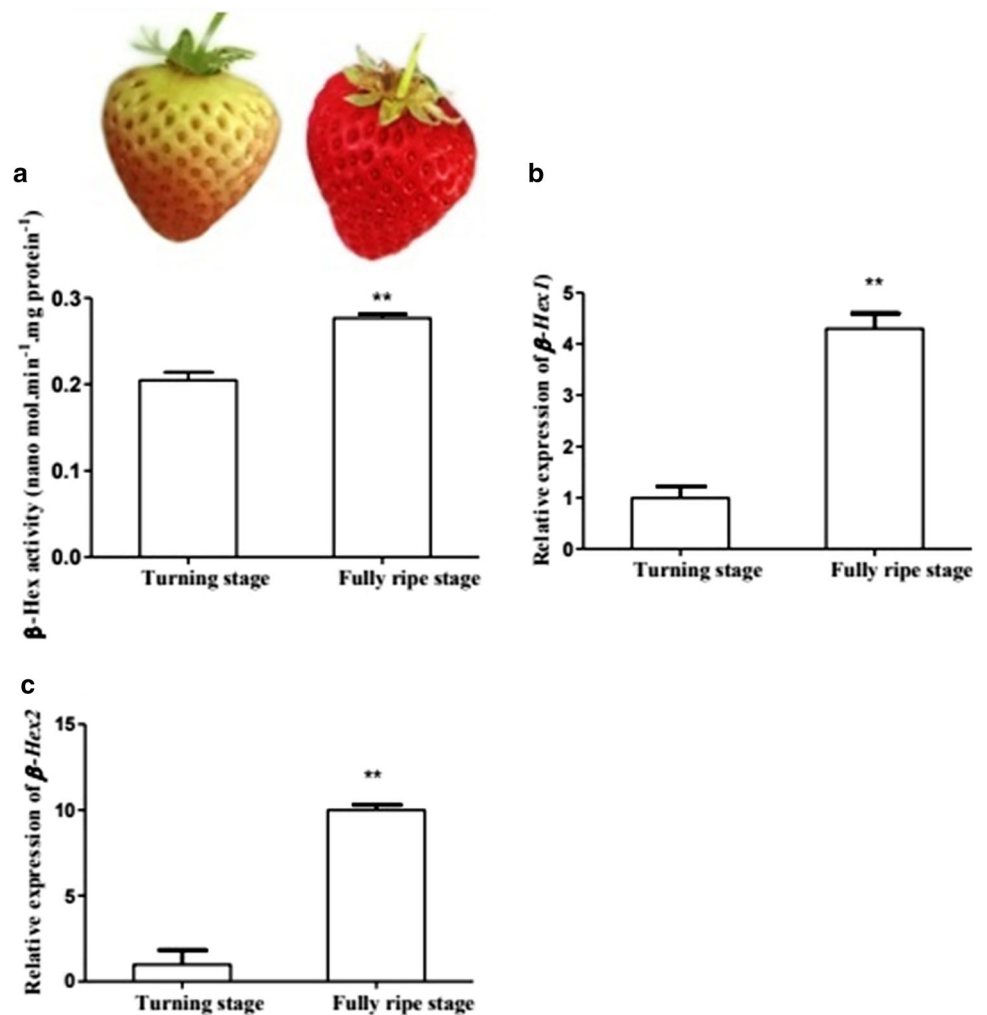 a
β-Hex activity (nano mol.min⁻¹.mg protein⁻¹)
0.3
0.2
0.1
0.0
**
Turning stage
Fully ripe stage
b
Relative expression of β-Hex1)
5
4
3
2
1
0
**
Turning stage
Fully ripe stage
c
Relative expression of β-Hex2
15
10
5
0
**
Turning stage
Fully ripe stage